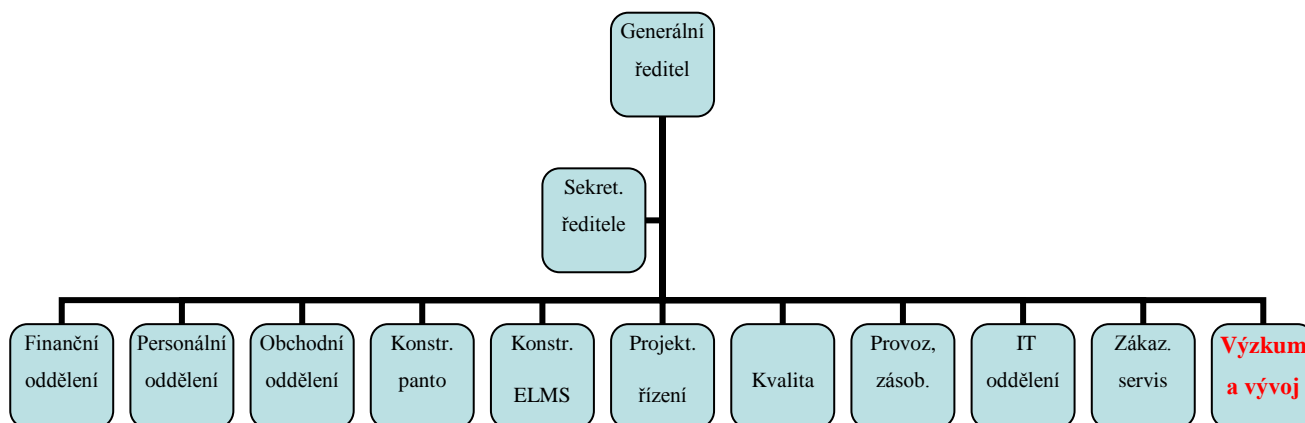 Generální
ředitel
Sekret.
ředitele
Finanční
oddělení
Personální
oddělení
Obchodní
oddělení
Konstr.
panto
Konstr.
ELMS
Projekt.
řízení
Kvalita
Provoz,
zásob.
IT
oddělení
Zákaz.
servis
Výzkum
a vývoj